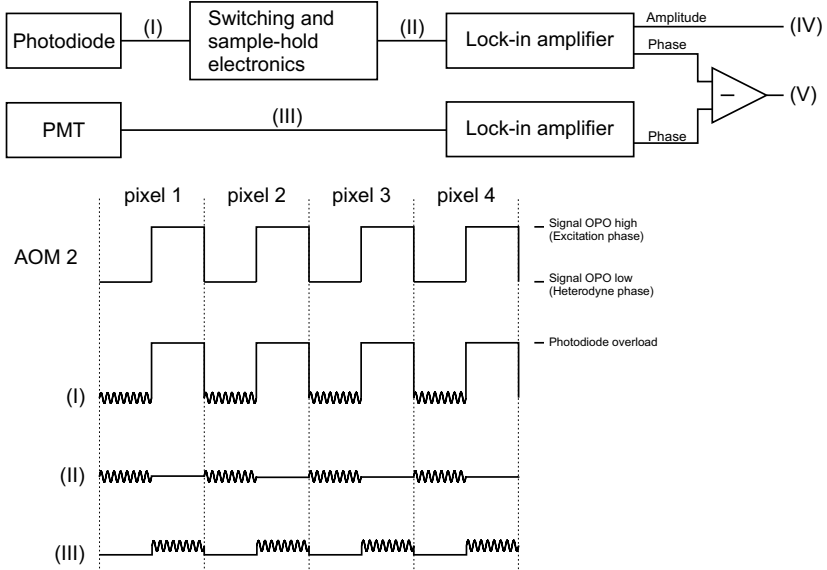 Photodiode
(I)
Switching and
sample-hold
electronics
(II)
Lock-in amplifier
Amplitude
(IV)
Phase
PMT
(III)
Lock-in amplifier
Phase
−
(V)
pixel 1
pixel 2
pixel 3
pixel 4
AOM 2
Signal OPO high
(Excitation phase)
Signal OPO low
(Heterodyne phase)
Photodiode overload
(I)
(II)
(III)